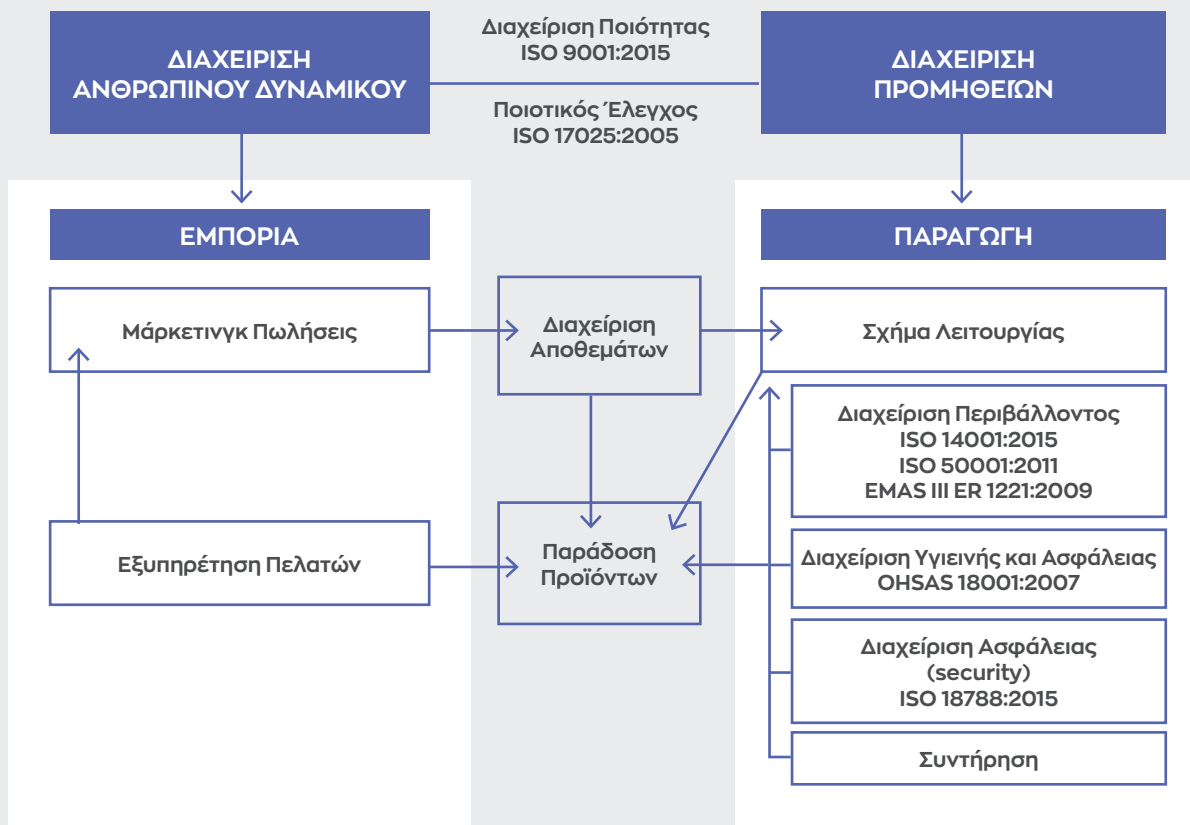 ΔΙΑΧΕΙΡΙΣΗ
ΑΝΘΡΩΠΙΝΟΥ ΔΥΝΑΜΙΚΟΥ
Διαχείριση Ποιότητας
ISO 9001:2015
Ποιοτικός Έλεγχος
ISO 17025:2005
ΔΙΑΧΕΙΡΙΣΗ
ΠΡΟΜΗΘΕΙΏΝ
ΕΜΠΟΡΙΑ
ΠΑΡΑΓΩΓΗ
Μάρκετινγκ Πωλήσεις
Διαχείριση
Αποθεμάτων
Σχήμα Λειτουργίας
Διαχείριση Περιβάλλοντος
ISO 14001:2015
ISO 50001:2011
EMAS III ER 1221:2009
Εξυπηρέτηση Πελατών
Παράδοση
Προϊόντων
Διαχείριση Υγιεινής και Ασφάλειας
OHSAS 18001:2007
Διαχείριση Ασφάλειας
(security)
ISO 18788:2015
Συντήρηση